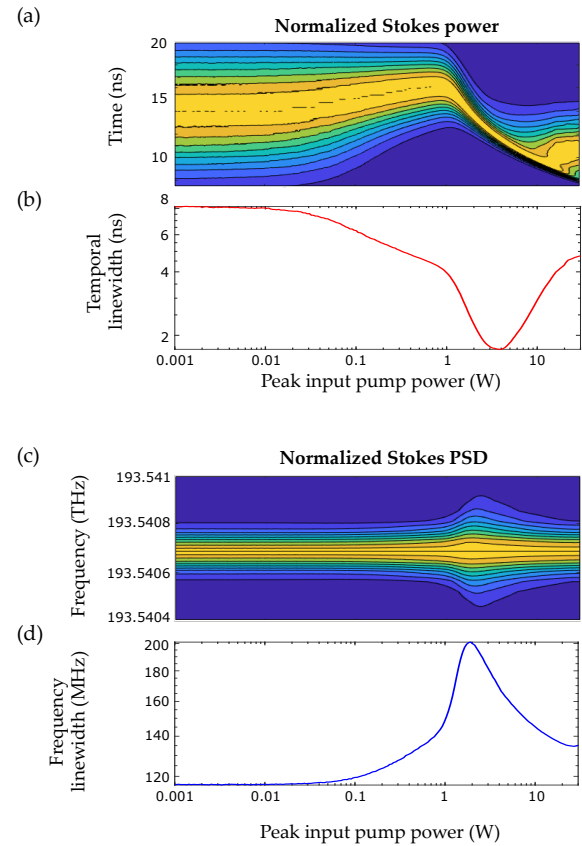 (a)
Normalized Stokes power
20
15
10
Time (ns)
(b)
8
6
4
2
Temporal
linewidth (ns)
0.001 0.01 0.1 1 10
Peak input pump power (W)
(c)
Normalized Stokes PSD
193.541
193.5408
193.5406
193.5404
Frequency (THz)
(d)
200
180
160
140
120
Frequency
linewidth (MHz)
0.001 0.01 0.1 1 10
Peak input pump power (W)